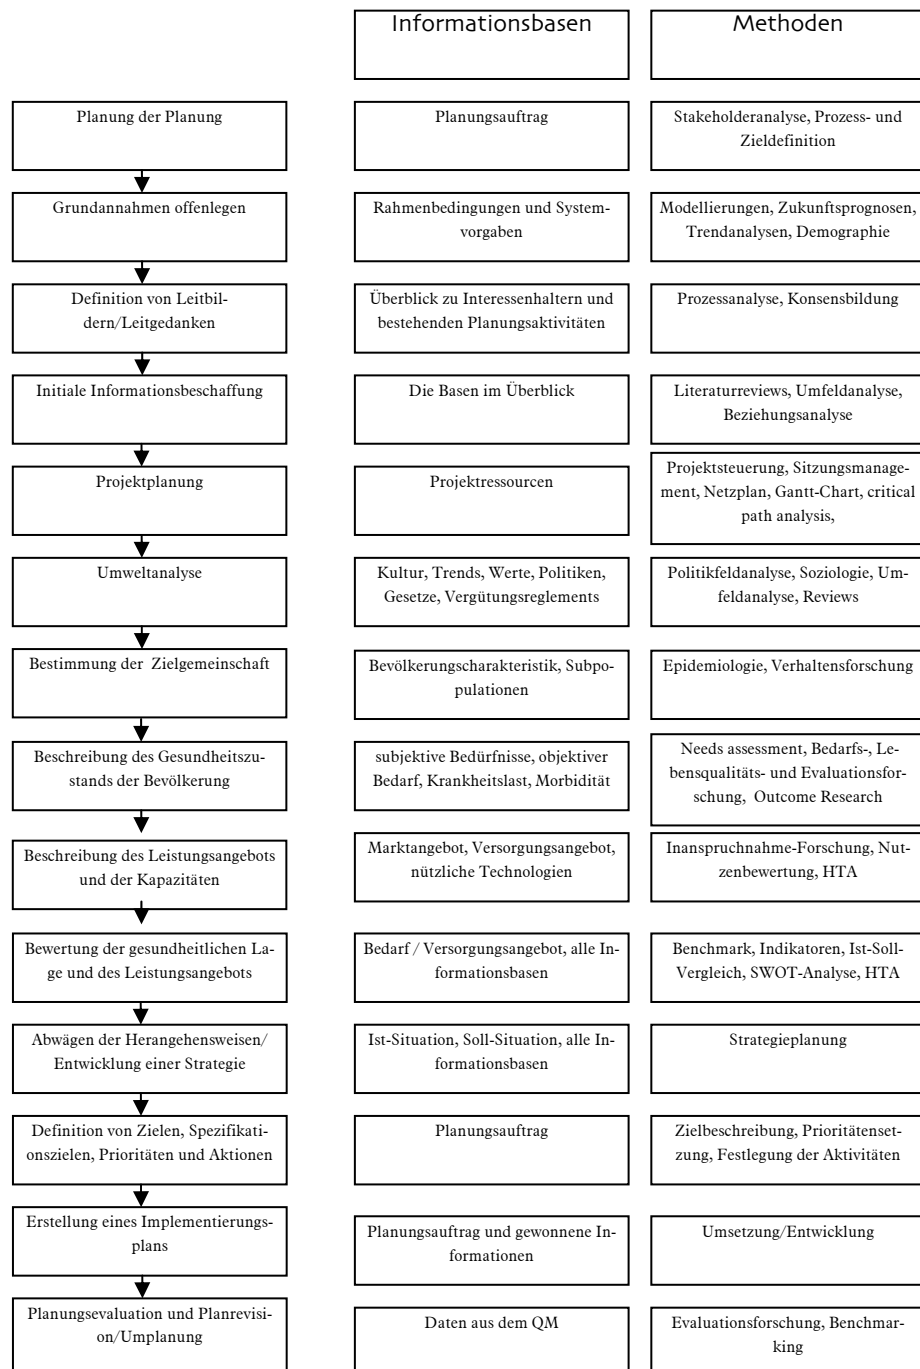 Informationsbasen
Methoden
Planung der Planung
Planungsauftrag
Stakeholderanalyse, Prozess- und
Zieldefinition
Grundannahmen offenlegen
Rahmenbedingungen und System-
vorgaben
Modellierungen, Zukunftsprognosen,
Trendanalysen, Demographie
Definition von Leitbil-
dern/Leitgedanken
Überblick zu Interessenhaltern und
bestehenden Planungsaktivitäten
Prozessanalyse, Konsensbildung
Initiale Informationsbeschaffung
Die Basen im Überblick
Literaturreviews, Umfeldanalyse,
Beziehungsanalyse
Projektplanung
Projektressourcen
Projektsteuerung, Sitzungsmanage-
ment, Netzplan, Gantt-Chart, critical
path analysis,
Umweltanalyse
Kultur, Trends, Werte, Politiken,
Gesetze, Vergütungsreglements
Politikfeldanalyse, Soziologie, Um-
feldanalyse, Reviews
Bestimmung der Zielgemeinschaft
Bevölkerungscharakteristik, Subpo-
pulationen
Epidemiologie, Verhaltensforschung
Beschreibung des Gesundheitszu-
stands der Bevölkerung
subjektive Bedürfnisse, objektiver
Bedarf, Krankheitslast, Morbidität
Needs assessment, Bedarfs-, Le-
bensqualitäts- und Evaluationsfor-
schung, Outcome Research
Beschreibung des Leistungsangebots
und der Kapazitäten
Marktangebot, Versorgungsangebot,
nützliche Technologien
Inanspruchnahme-Forschung, Nut-
zenbewertung, HTA
Bewertung der gesundheitlichen La-
ge und des Leistungsangebots
Bedarf / Versorgungsangebot, alle In-
formationsbasen
Benchmark, Indikatoren, Ist-Soll-
Vergleich, SWOT-Analyse, HTA
Abwägen der Herangehensweisen/
Entwicklung einer Strategie
Ist-Situation, Soll-Situation, alle In-
formationsbasen
Strategieplanung
Definition von Zielen, Spezifikati-
onszielen, Prioritäten und Aktionen
Planungsauftrag
Zielbeschreibung, Prioritätenset-
zung, Festlegung der Aktivitäten
Erstellung eines Implementierungs-
plans
Planungsauftrag und gewonnene In-
formationen
Umsetzung/Entwicklung
Planungsevaluation und Planrevisi-
on/Umplanung
Daten aus dem QM
Evaluationsforschung, Benchmar-
king